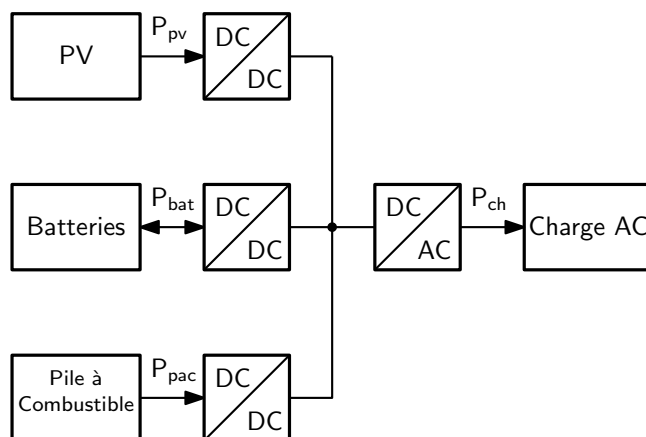 PV
P_pv
DC
DC
Batteries
P_bat
DC
DC
DC
AC
P_ch
Charge AC
Pile à
Combustible
P_pac
DC
DC